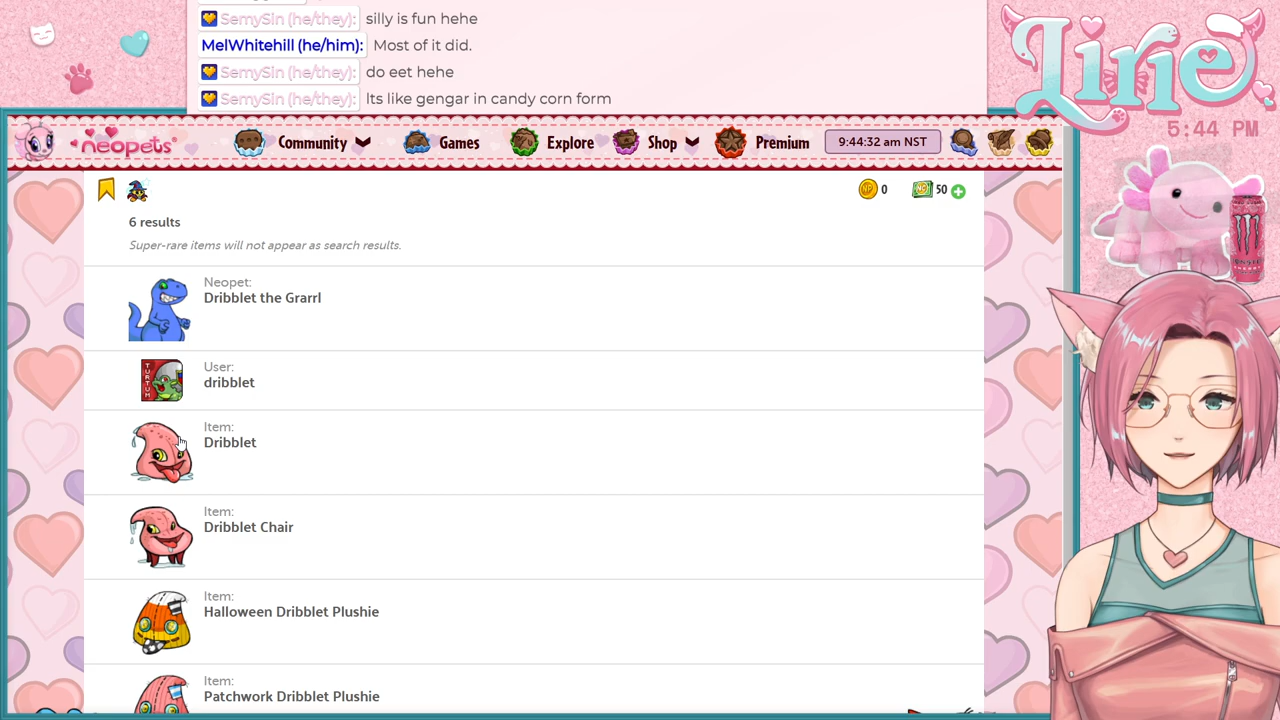 SemySin (he/they): silly is fun hehe
MelWhitehill (he/him): Most of it did.
SemySin (he/they): do eet hehe
SemySin (he/they): Its like gengar in candy corn form
Lirie
5:44 PM
neopets
Community
Games
Explore
Shop
Premium
9:44:32 am NST
NP 0
NC 50
6 results
Super-rare items will not appear as search results.
Neopet:
Dribblet the Grarrl
User:
dribblet
TURTUM
Item:
Dribblet
Item:
Dribblet Chair
Item:
Halloween Dribblet Plushie
Item:
Patchwork Dribblet Plushie